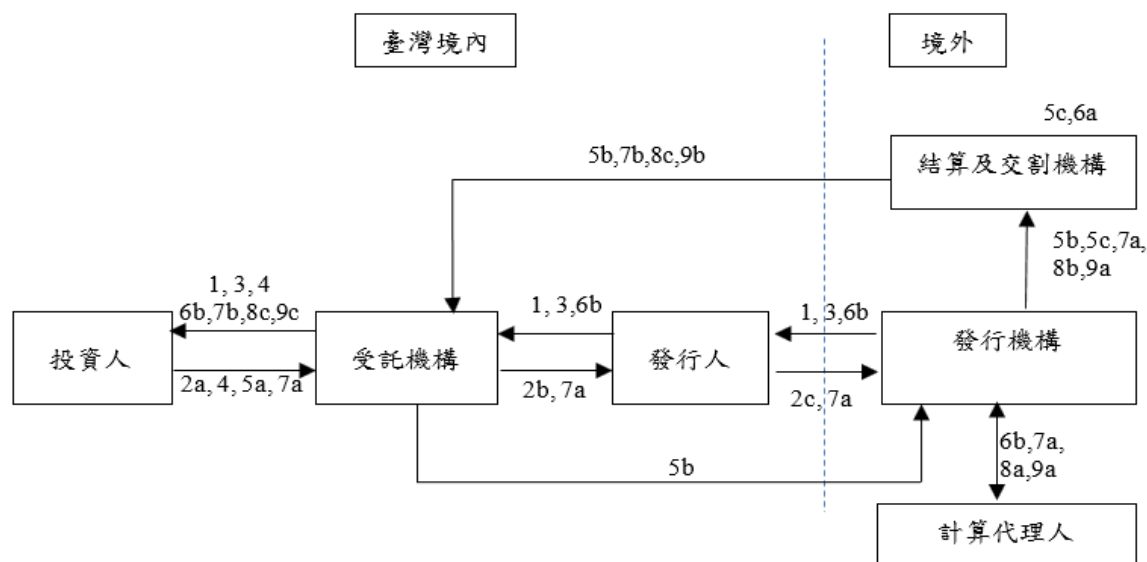 臺灣境內
境外
5c,6a
5b,7b,8c,9b
結算及交割機構
5b,5c,7a,
8b,9a
1, 3, 4
6b,7b,8c,9c
1, 3,6b
1, 3,6b
投資人
受託機構
發行人
發行機構
2a, 4, 5a, 7a
2b, 7a
2c, 7a
5b
6b,7a,
8a,9a
計算代理人